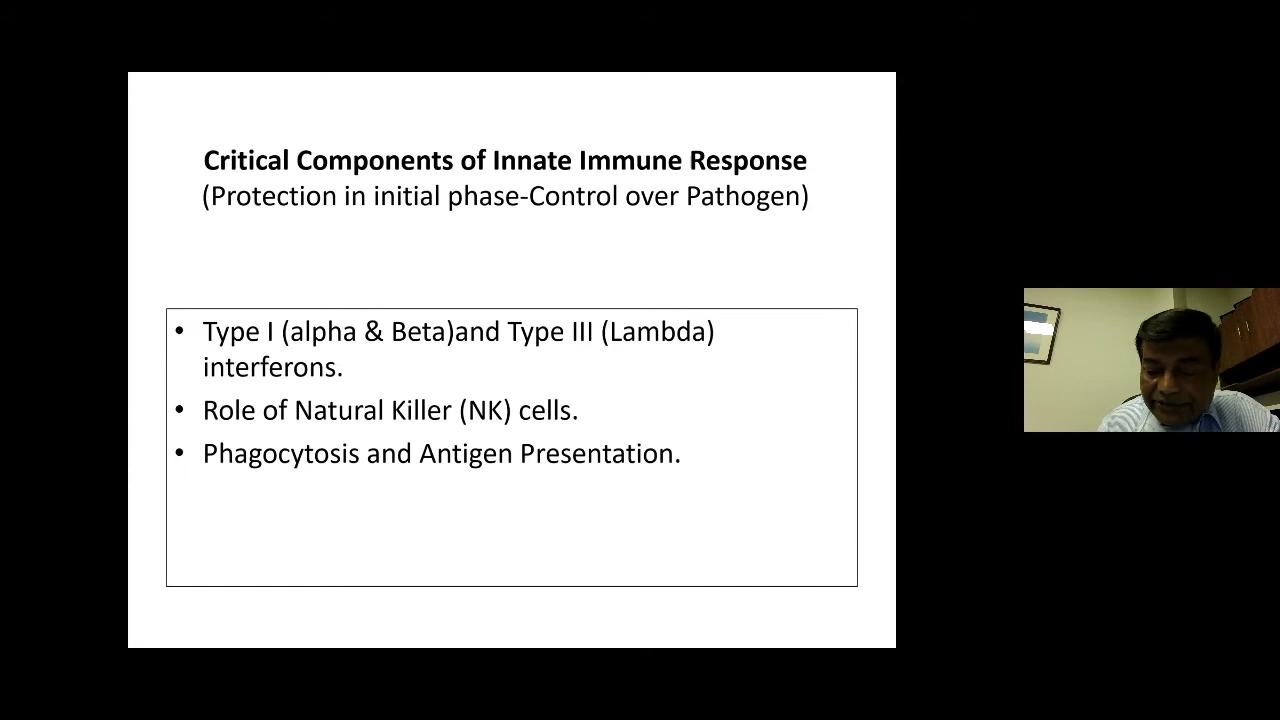 Critical Components of Innate Immune Response
(Protection in initial phase-Control over Pathogen)
• Type I (alpha & Beta)and Type III (Lambda)
interferons.
• Role of Natural Killer (NK) cells.
• Phagocytosis and Antigen Presentation.